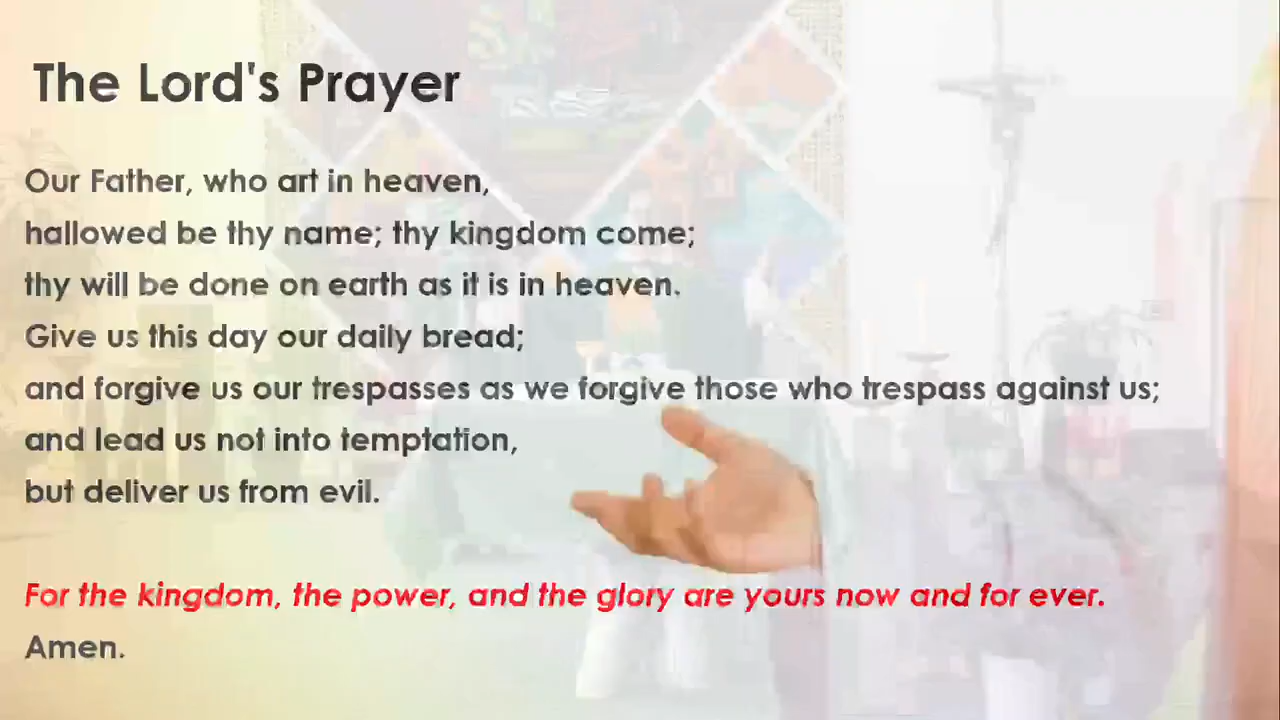 The Lord's Prayer
Our Father, who art in heaven,
hallowed be thy name; thy kingdom come;
thy will be done on earth as it is in heaven.
Give us this day our daily bread;
and forgive us our trespasses as we forgive those who trespass against us;
and lead us not into temptation,
but deliver us from evil.
For the kingdom, the power, and the glory are yours now and for ever.
Amen.